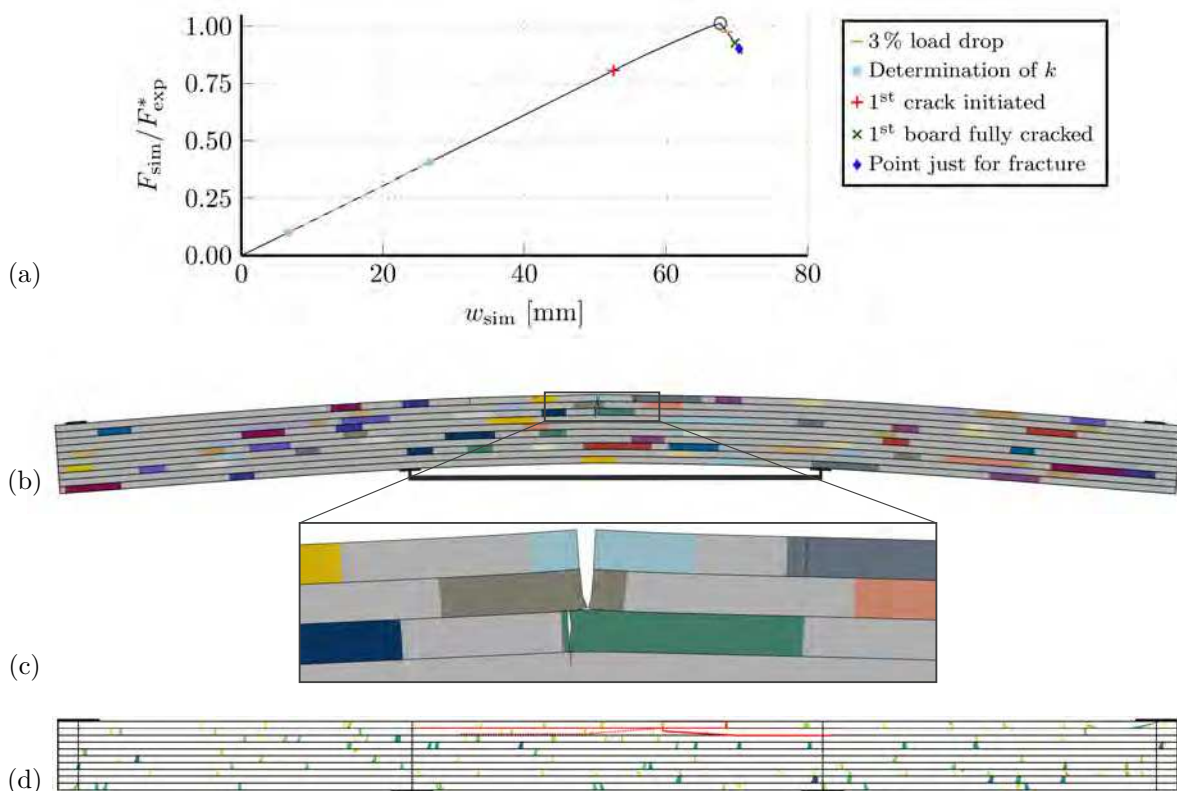 1.00
0.75
0.50
0.25
0.00
F_sim/F*_exp
0 20 40 60 80
w_sim [mm]
3 % load drop
Determination of k
1st crack initiated
1st board fully cracked
Point just for fracture
(a)
(b)
(c)
(d)